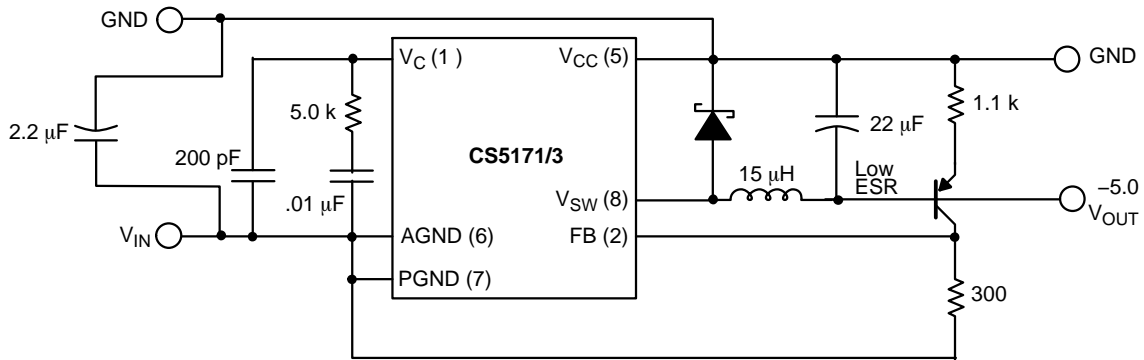 GND
V_C (1 )
V_CC (5)
GND
5.0 k
1.1 k
2.2 μF
22 μF
200 pF
CS5171/3
15 μH
Low
ESR
.01 μF
V_SW (8)
−5.0
V_OUT
V_IN
AGND (6)
FB (2)
PGND (7)
300